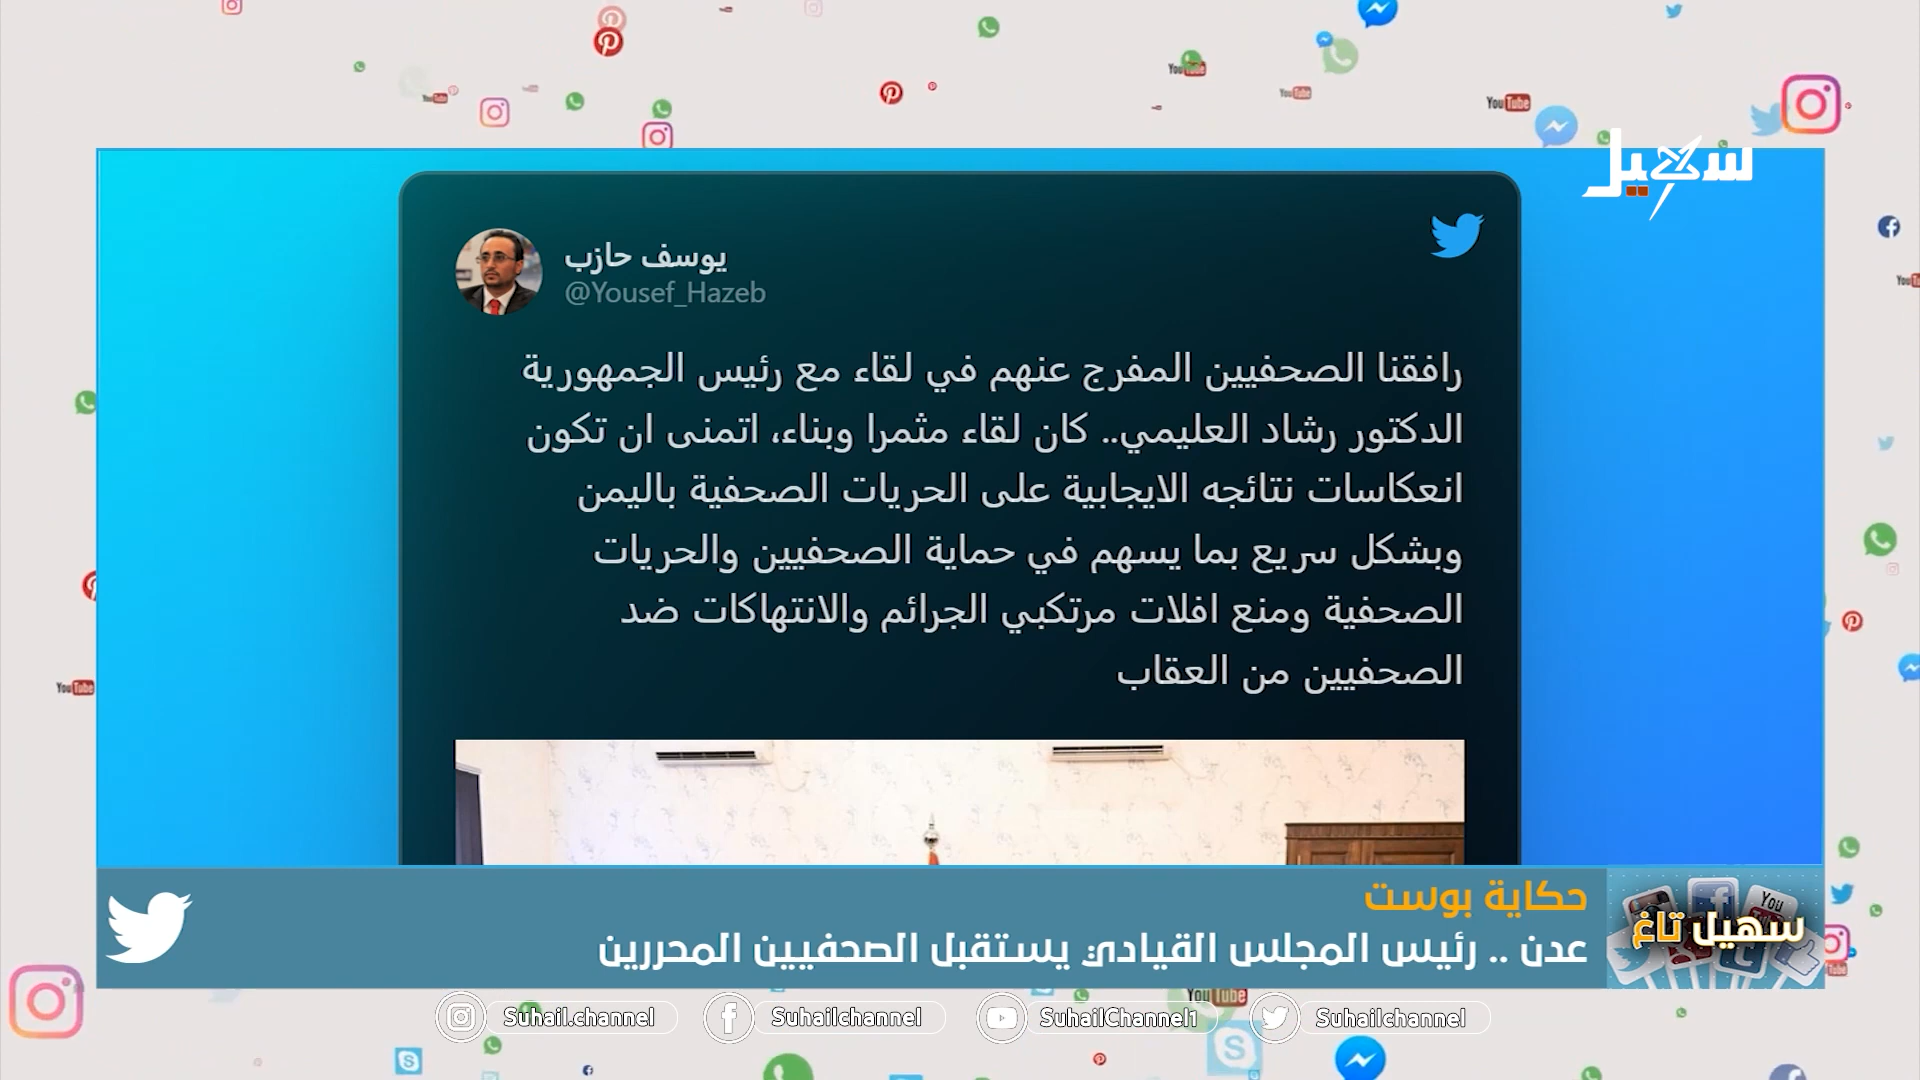 سهيل
يوسف حازب
@Yousef_Hazeb
رافقنا الصحفيين المفرج عنهم في لقاء مع رئيس الجمهورية
الدكتور رشاد العليمي.. كان لقاء مثمرا وبناء، اتمنى ان تكون
انعكاسات نتائجه الايجابية على الحريات الصحفية باليمن
وبشكل سريع بما يسهم في حماية الصحفيين والحريات
الصحفية ومنع افلات مرتكبي الجرائم والانتهاكات ضد
الصحفيين من العقاب
حكاية بوست
عدن .. رئيس المجلس القيادي يستقبل الصحفيين المحررين
سهيل تاغ
Suhail.channel
Suhailchannel
SuhailChannel1
Suhailchannel